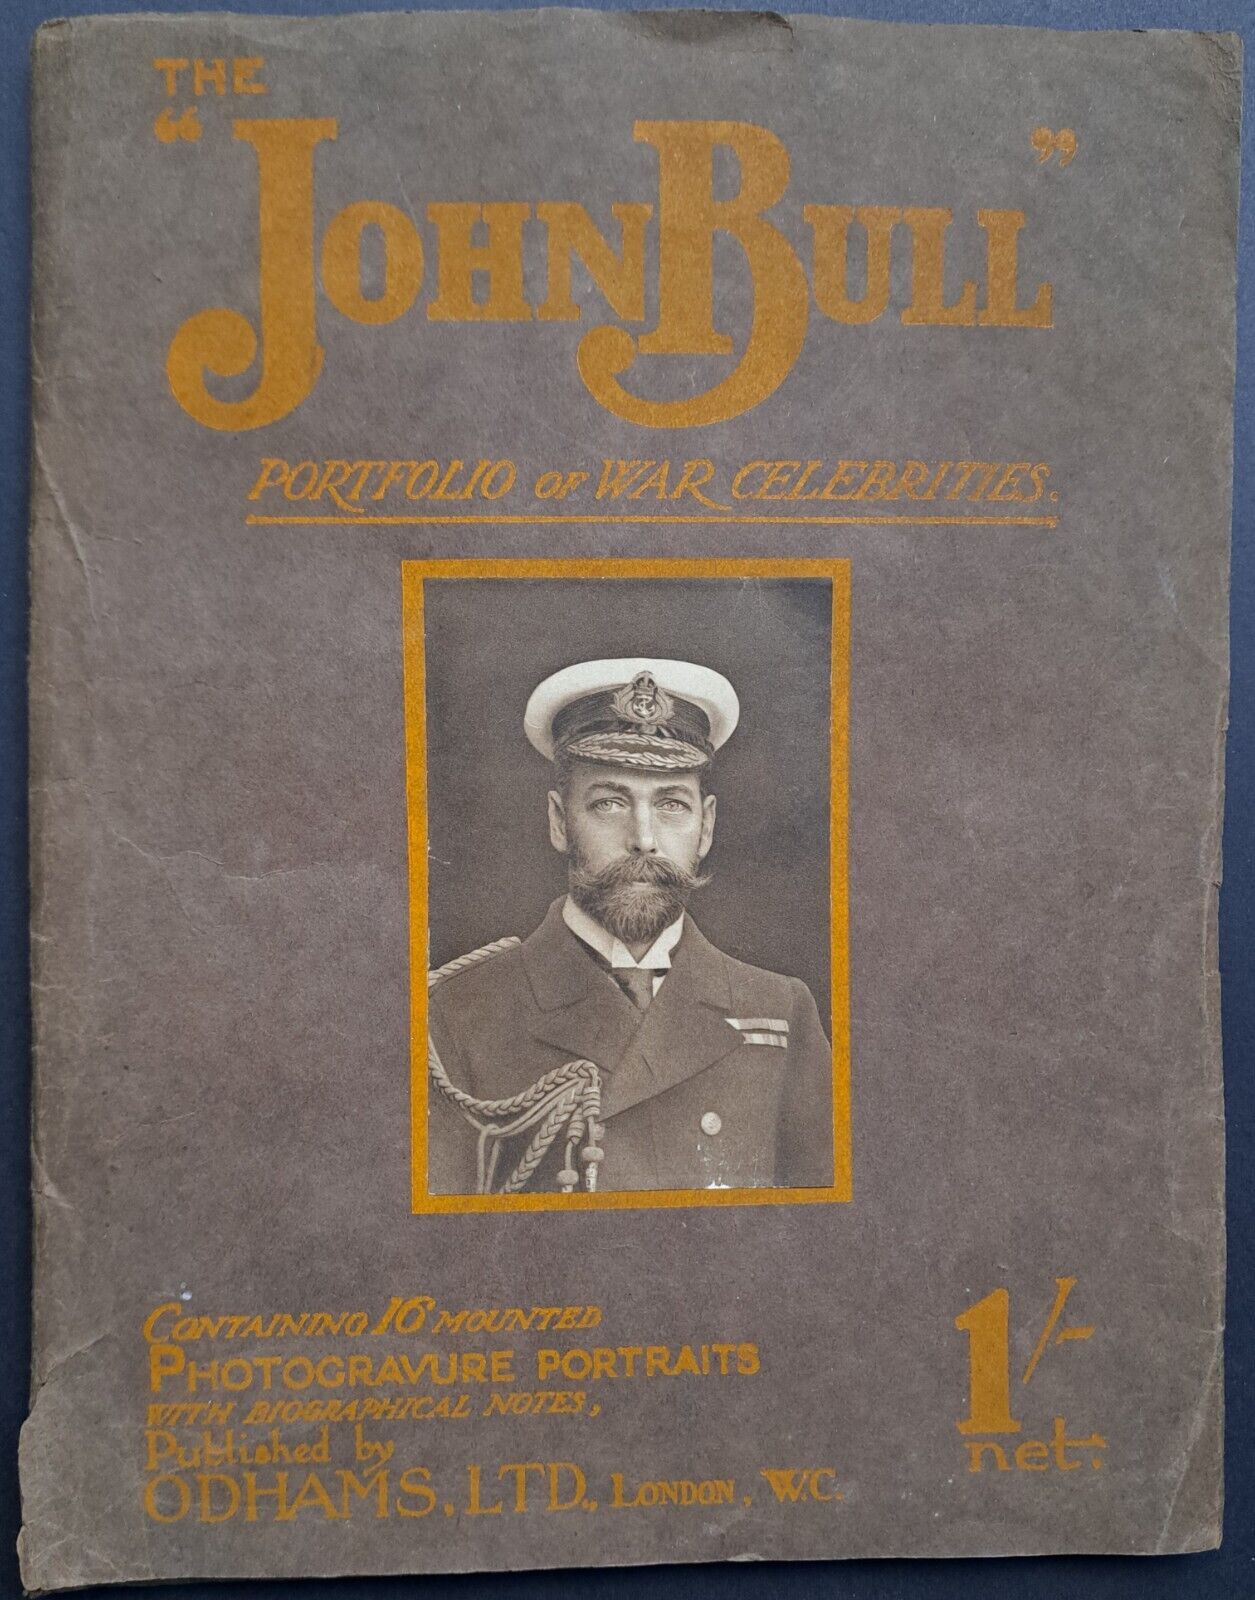 THE
"JOHN BULL"
PORTFOLIO OF WAR CELEBRITIES.
CONTAINING 16 MOUNTED
PHOTOGRAVURE PORTRAITS
WITH BIOGRAPHICAL NOTES,
Published by
ODHAMS, LTD., LONDON, W.C.
1/-
net.